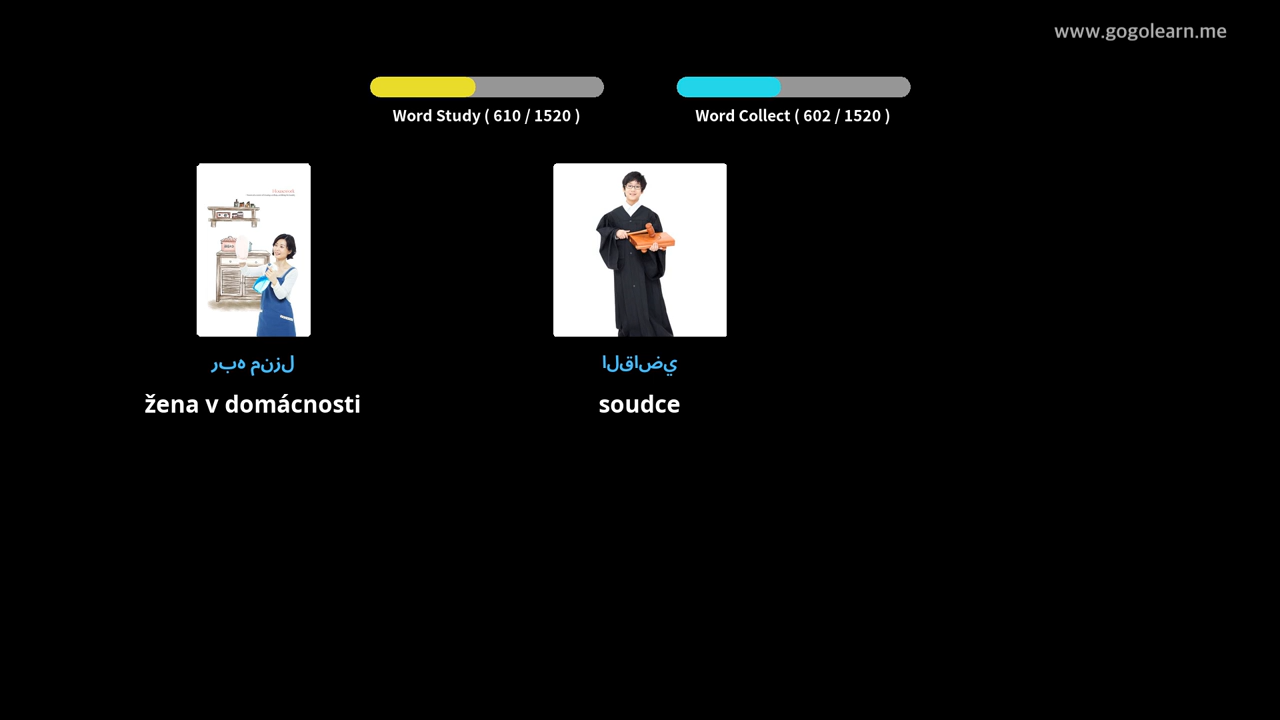 www.gogolearn.me
Word Study ( 610 / 1520 )
Word Collect ( 602 / 1520 )
ربه منزل
القاضي
žena v domácnosti
soudce